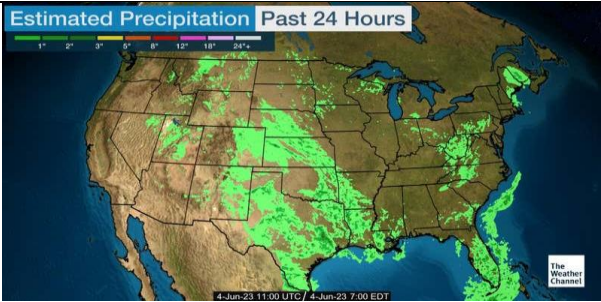 Estimated Precipitation Past 24 Hours
1" 2" 3" 5" 8" 12" 18" 24"+
The
Weather
Channel
4-Jun-23 11:00 UTC / 4-Jun-23 7:00 EDT